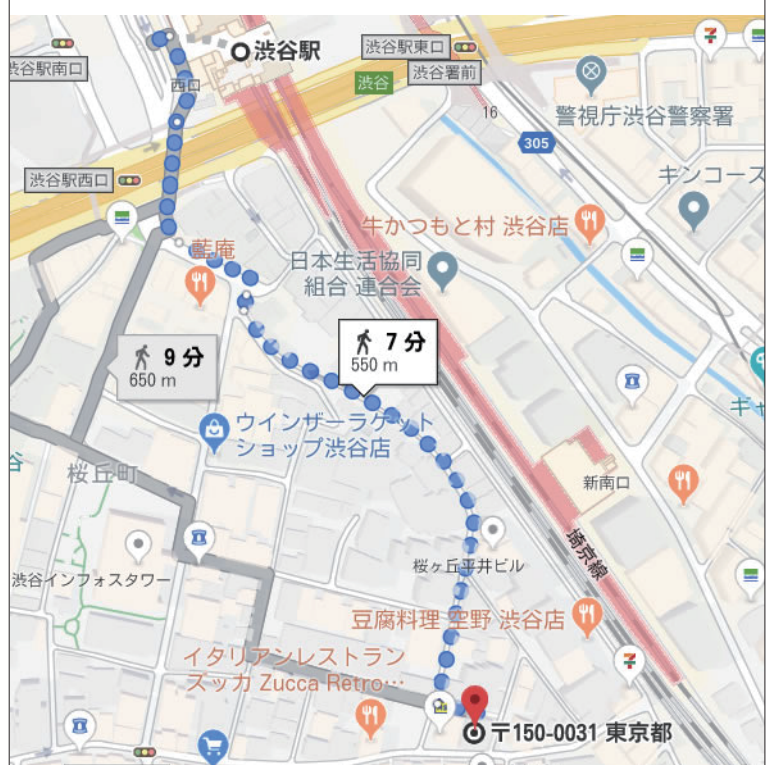 渋谷駅
渋谷駅東口
渋谷駅南口
渋谷署前
西口
渋谷
16
警視庁渋谷警察署
305
キンコーズ
渋谷駅西口
牛かつもと村 渋谷店
藍庵
日本生活協同
組合 連合会
7 分
550 m
9 分
650 m
ウインザーラケット
ショップ渋谷店
ギャ
谷
桜丘町
新南口
埼京線
桜ヶ丘平井ビル
渋谷インフォスタワー
豆腐料理 空野 渋谷店
イタリアンレストラン
ズッカ Zucca Retro…
〒150-0031 東京都